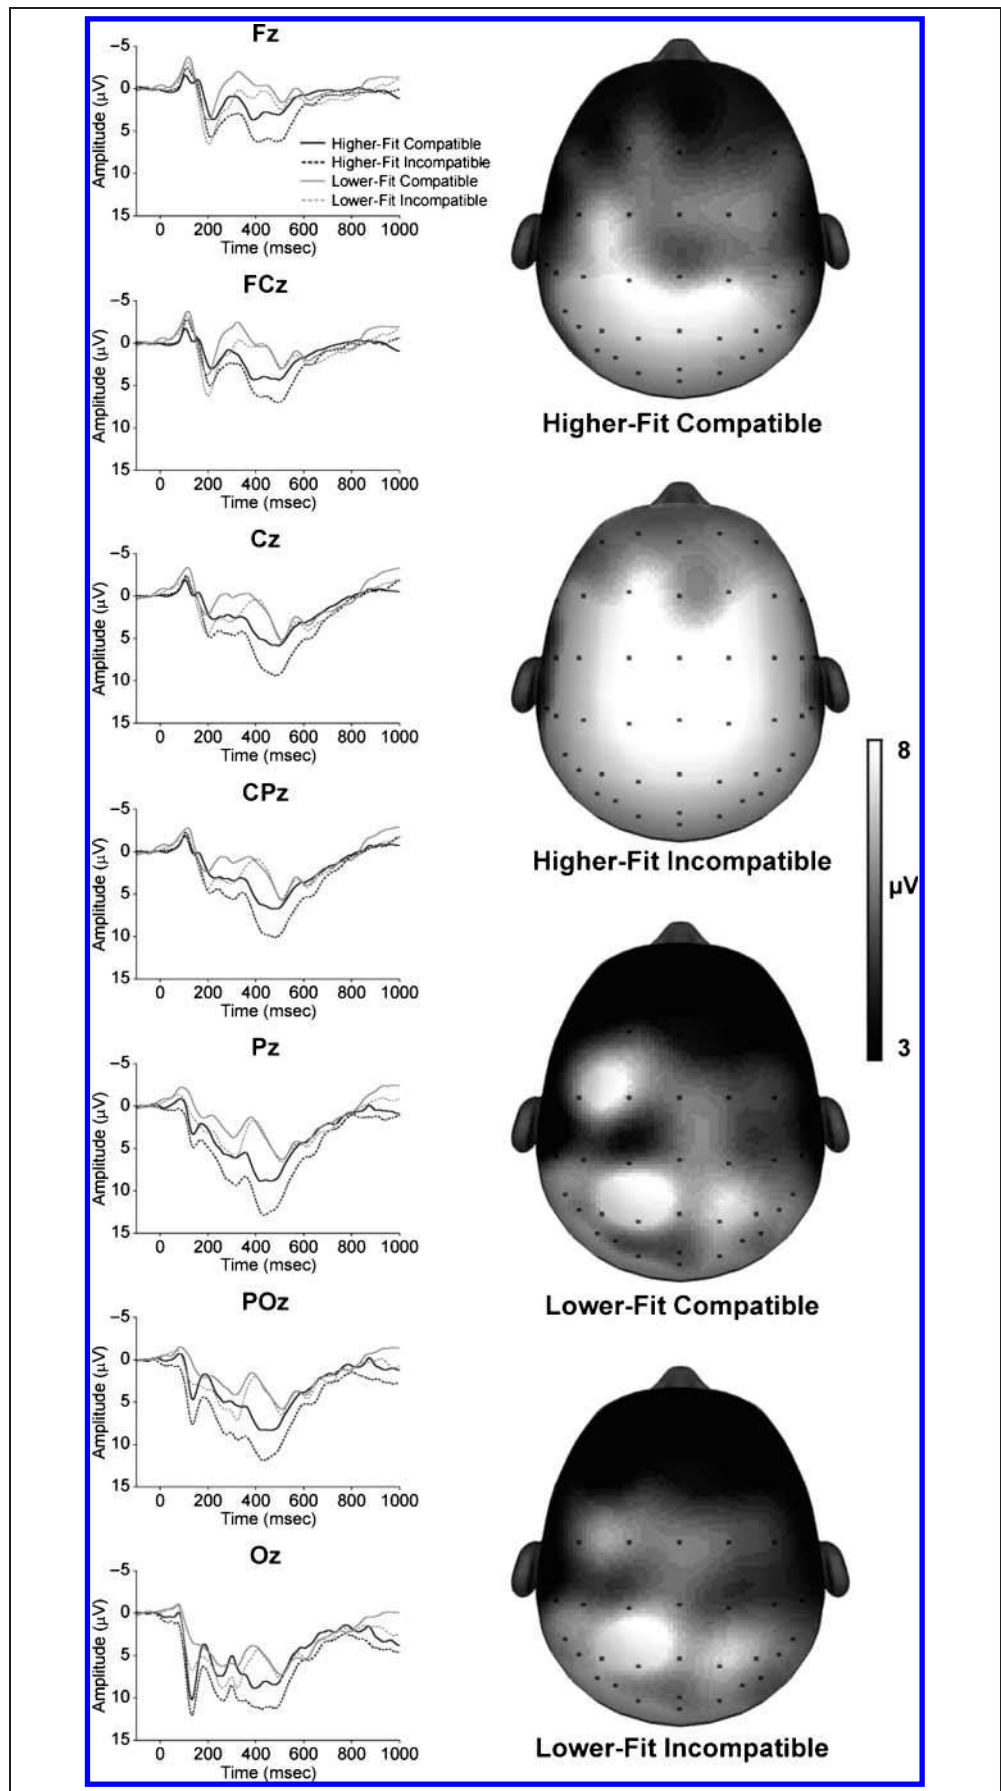 Fz
−5
0
5
10
15
Amplitude (μV)
Higher-Fit Compatible
Higher-Fit Incompatible
Lower-Fit Compatible
Lower-Fit Incompatible
0 200 400 600 800 1000
Time (msec)
FCz
−5
0
5
10
15
Amplitude (μV)
0 200 400 600 800 1000
Time (msec)
Cz
−5
0
5
10
15
Amplitude (μV)
0 200 400 600 800 1000
Time (msec)
CPz
−5
0
5
10
15
Amplitude (μV)
0 200 400 600 800 1000
Time (msec)
Pz
−5
0
5
10
15
Amplitude (μV)
0 200 400 600 800 1000
Time (msec)
POz
−5
0
5
10
15
Amplitude (μV)
0 200 400 600 800 1000
Time (msec)
Oz
−5
0
5
10
15
Amplitude (μV)
0 200 400 600 800 1000
Time (msec)
Higher-Fit Compatible
Higher-Fit Incompatible
8
μV
3
Lower-Fit Compatible
Lower-Fit Incompatible